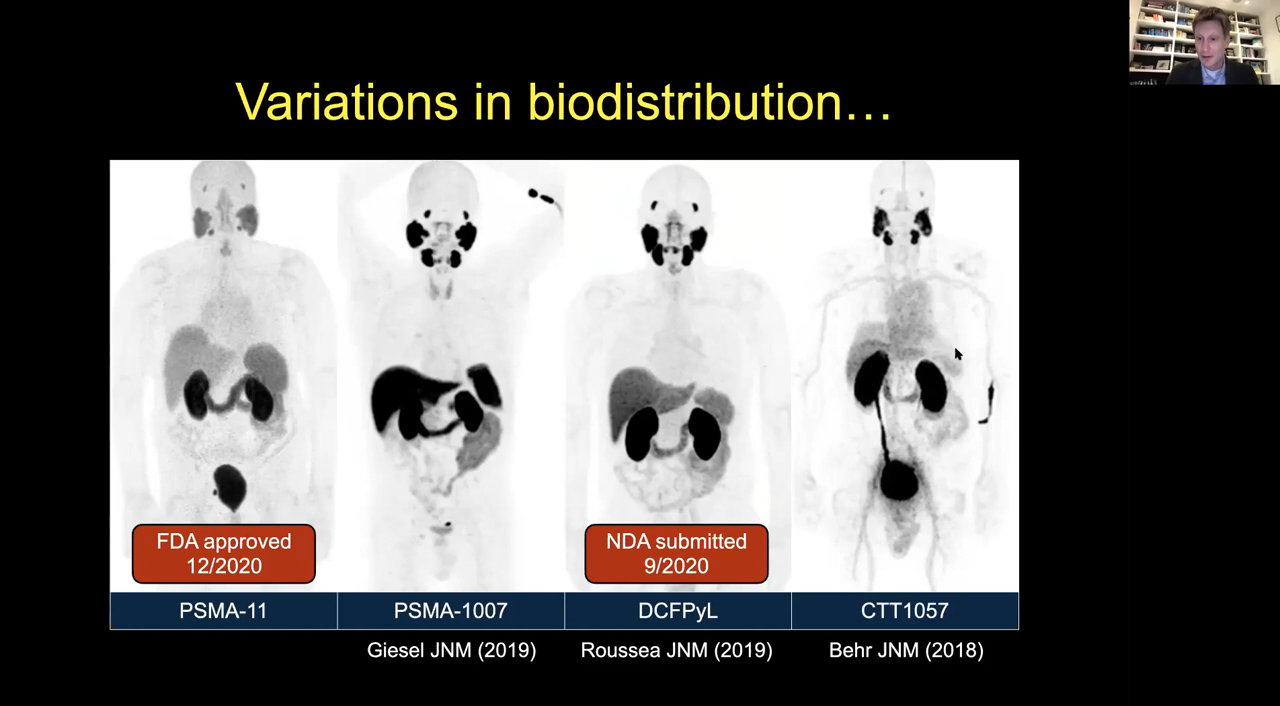 Variations in biodistribution…
FDA approved
12/2020
NDA submitted
9/2020
PSMA-11
PSMA-1007
DCFPyL
CTT1057
Giesel JNM (2019)
Roussea JNM (2019)
Behr JNM (2018)